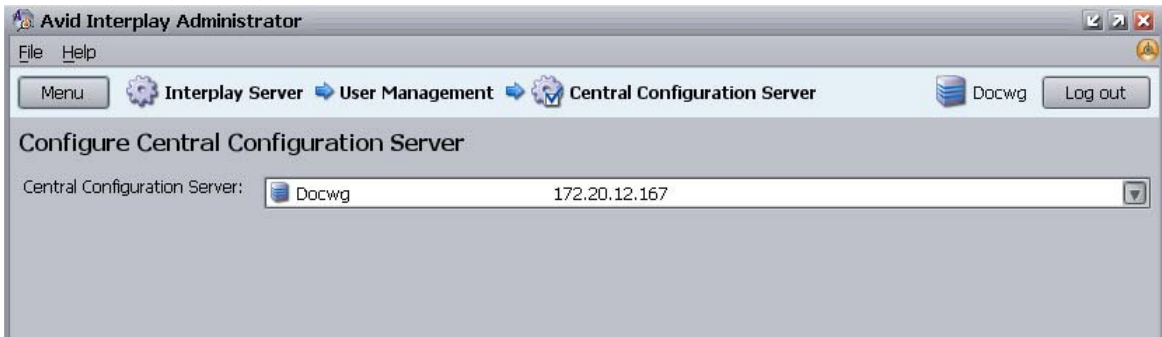 Avid Interplay Administrator
File Help
Menu Interplay Server User Management Central Configuration Server Docwg Log out
Configure Central Configuration Server
Central Configuration Server: Docwg 172.20.12.167